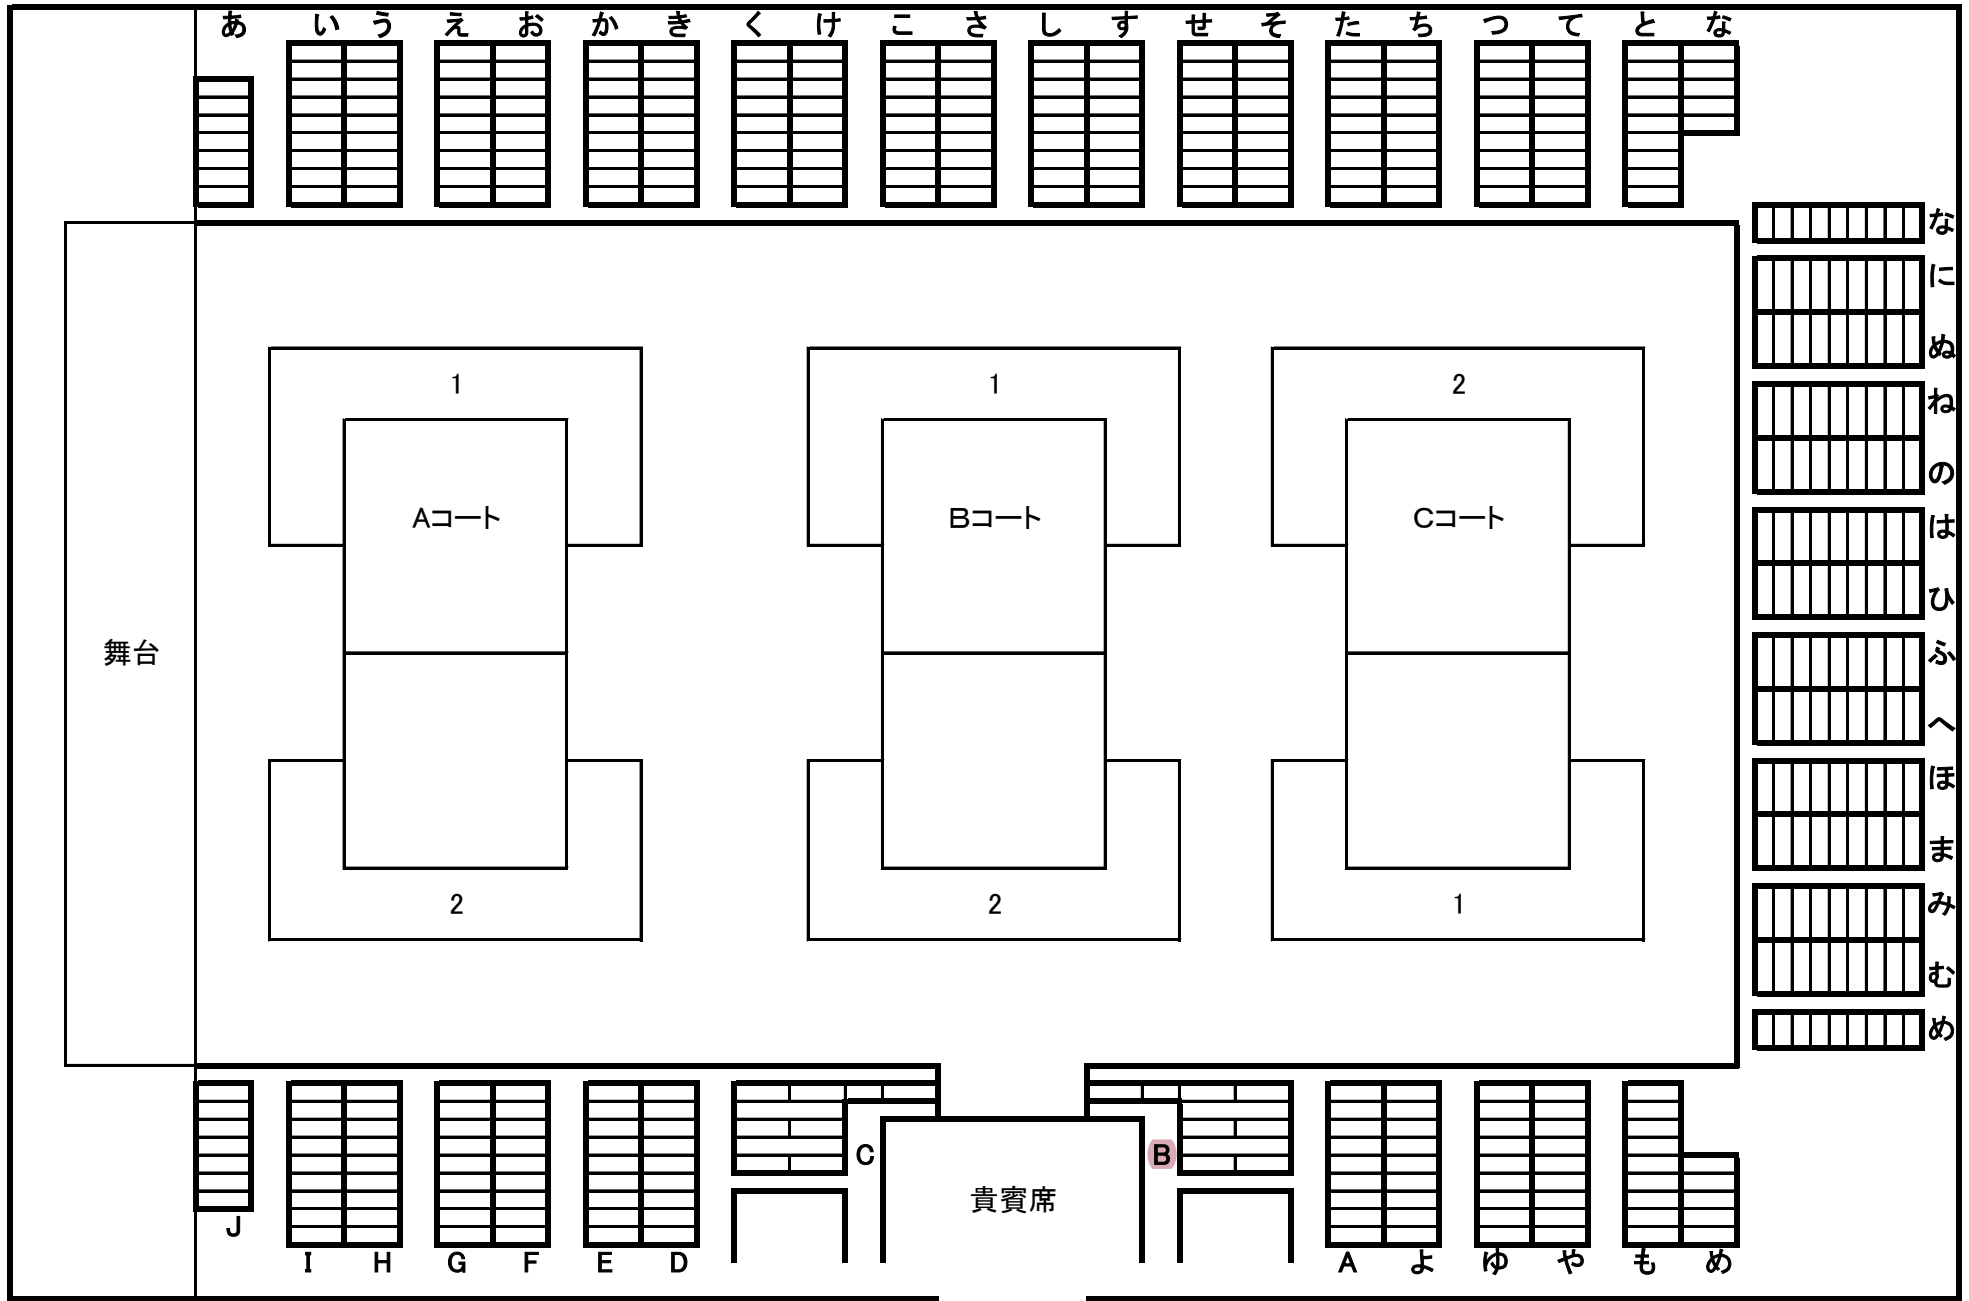 あ い う え お か き く け こ さ し す せ そ た ち つ て と な
な
に
ぬ
1 1 2
ね
の
Aコート Bコート Cコート
は
ひ
舞台
ふ
へ
ほ
ま
2 2 1
み
む
め
C B
貴賓席
J
I H G F E D A よ ゆ や も め